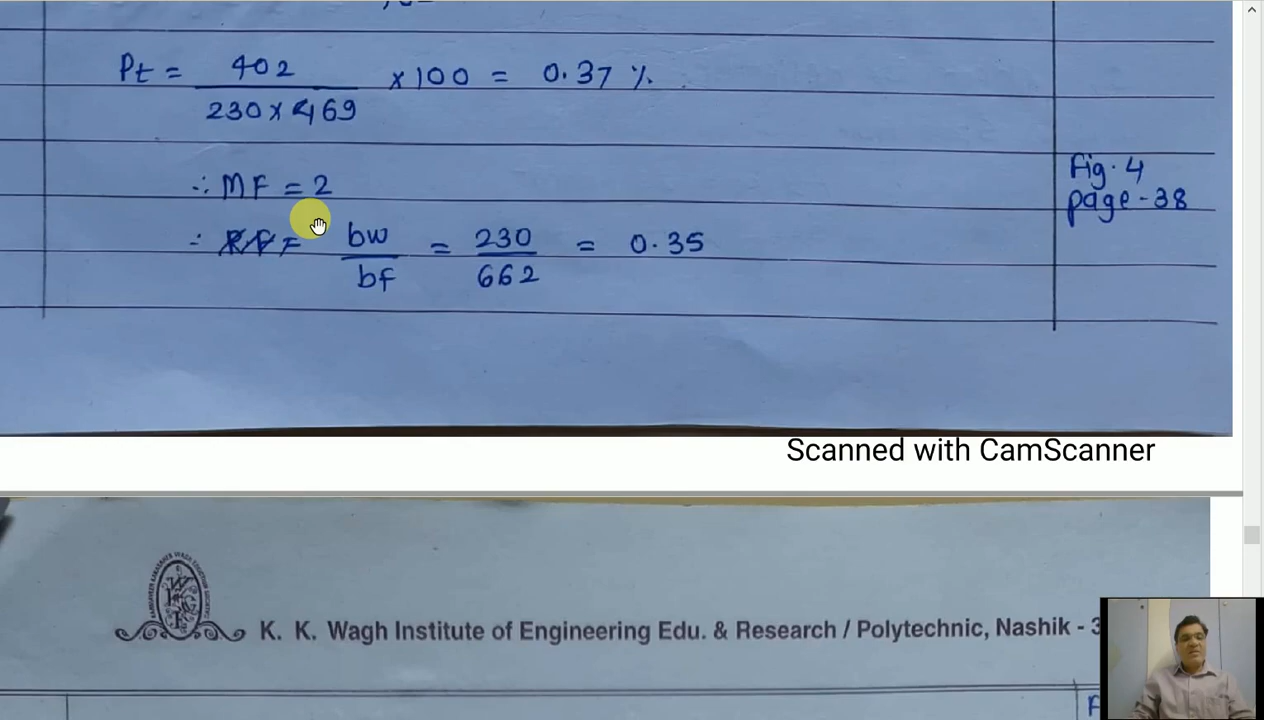 Pt = 402 / 230 × 469 × 100 = 0.37 %.
∴ MF = 2
Fig. 4
page - 38
∴ bw / bf = 230 / 662 = 0.35
Scanned with CamScanner
K. K. Wagh Institute of Engineering Edu. & Research / Polytechnic, Nashik - 3